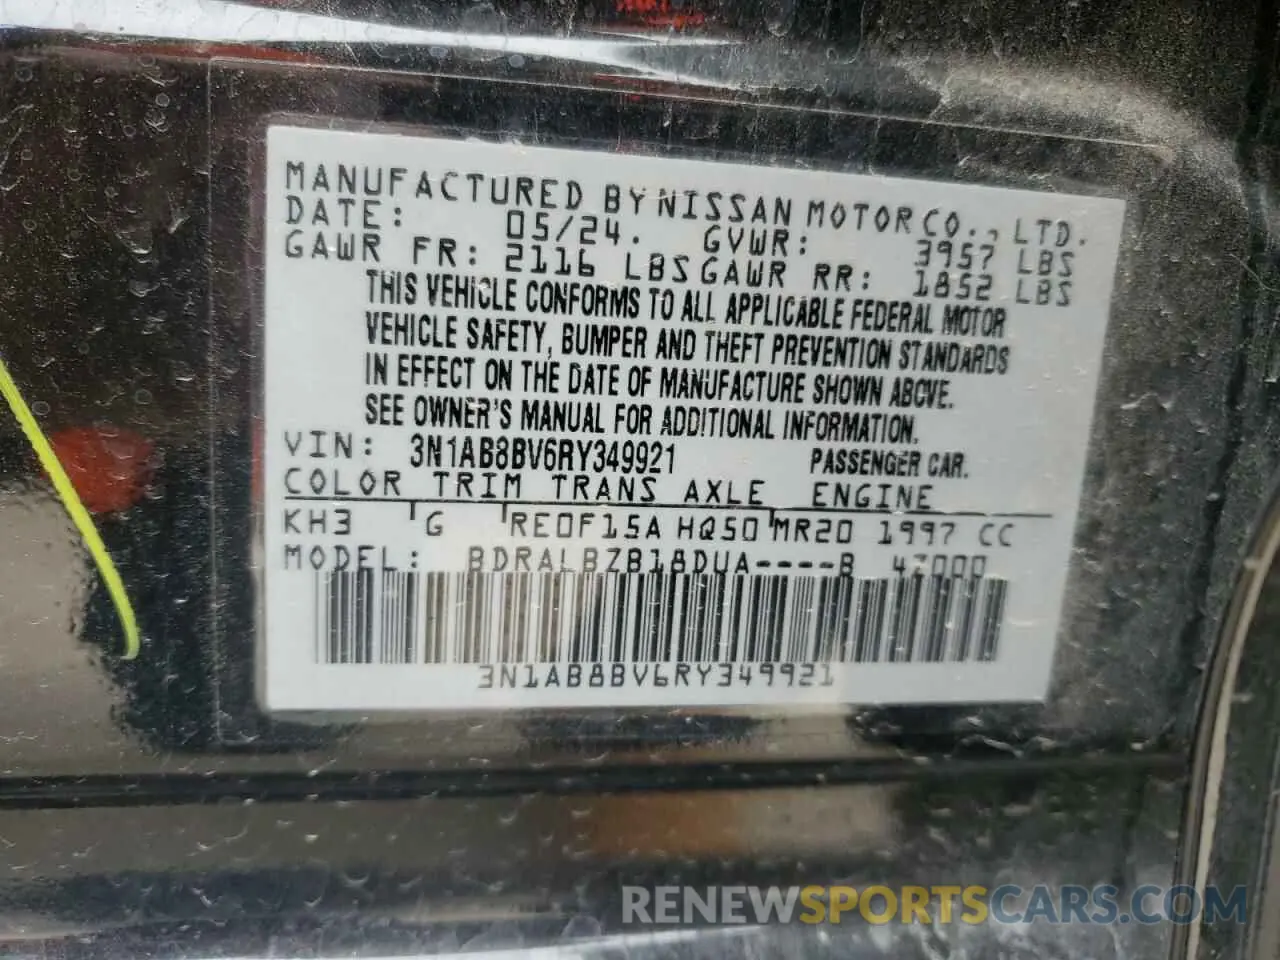 MANUFACTURED BY NISSAN MOTOR CO., LTD.
DATE: 05/24. GVWR: 3957 LBS
GAWR FR: 2116 LBS GAWR RR: 1852 LBS
THIS VEHICLE CONFORMS TO ALL APPLICABLE FEDERAL MOTOR
VEHICLE SAFETY, BUMPER AND THEFT PREVENTION STANDARDS
IN EFFECT ON THE DATE OF MANUFACTURE SHOWN ABOVE.
SEE OWNER'S MANUAL FOR ADDITIONAL INFORMATION.
VIN: 3N1AB8BV6RY349921 PASSENGER CAR.
COLOR TRIM TRANS AXLE ENGINE
KH3 G RE0F15A HQ50 MR20 1997 CC
MODEL: BDRALBZB18DUA----B
3N1AB8BV6RY349921
RENEWSPORTSCARS.COM